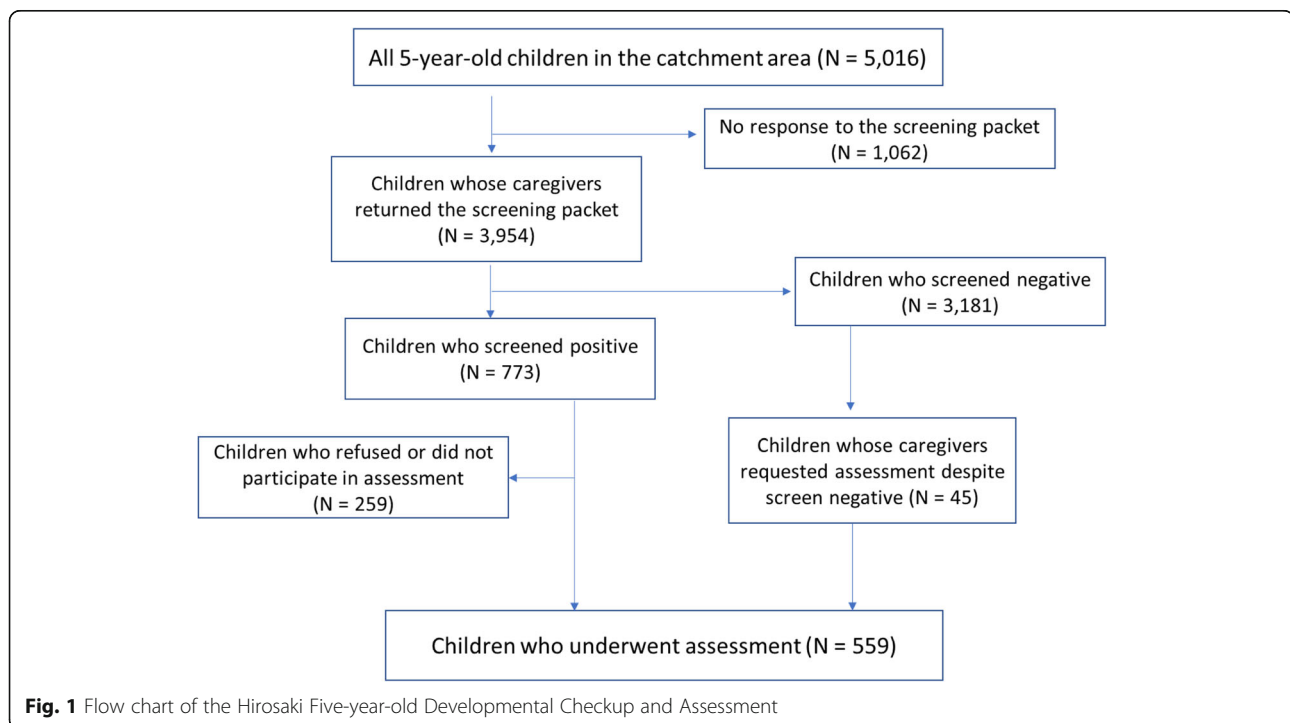 All 5-year-old children in the catchment area (N = 5,016)
No response to the screening packet
(N = 1,062)
Children whose caregivers
returned the screening packet
(N = 3,954)
Children who screened negative
(N = 3,181)
Children who screened positive
(N = 773)
Children who refused or did not
participate in assessment
(N = 259)
Children whose caregivers
requested assessment despite
screen negative (N = 45)
Children who underwent assessment (N = 559)
Fig. 1 Flow chart of the Hirosaki Five-year-old Developmental Checkup and Assessment